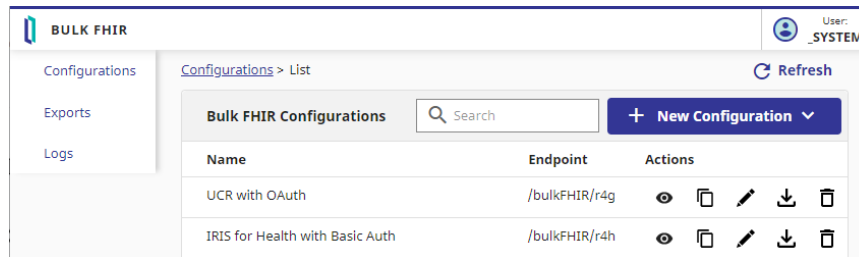 BULK FHIR
User:
_SYSTEM
Configurations
Exports
Logs
Configurations > List
Refresh
Bulk FHIR Configurations
Search
+ New Configuration
Name Endpoint Actions
UCR with OAuth /bulkFHIR/r4g
IRIS for Health with Basic Auth /bulkFHIR/r4h